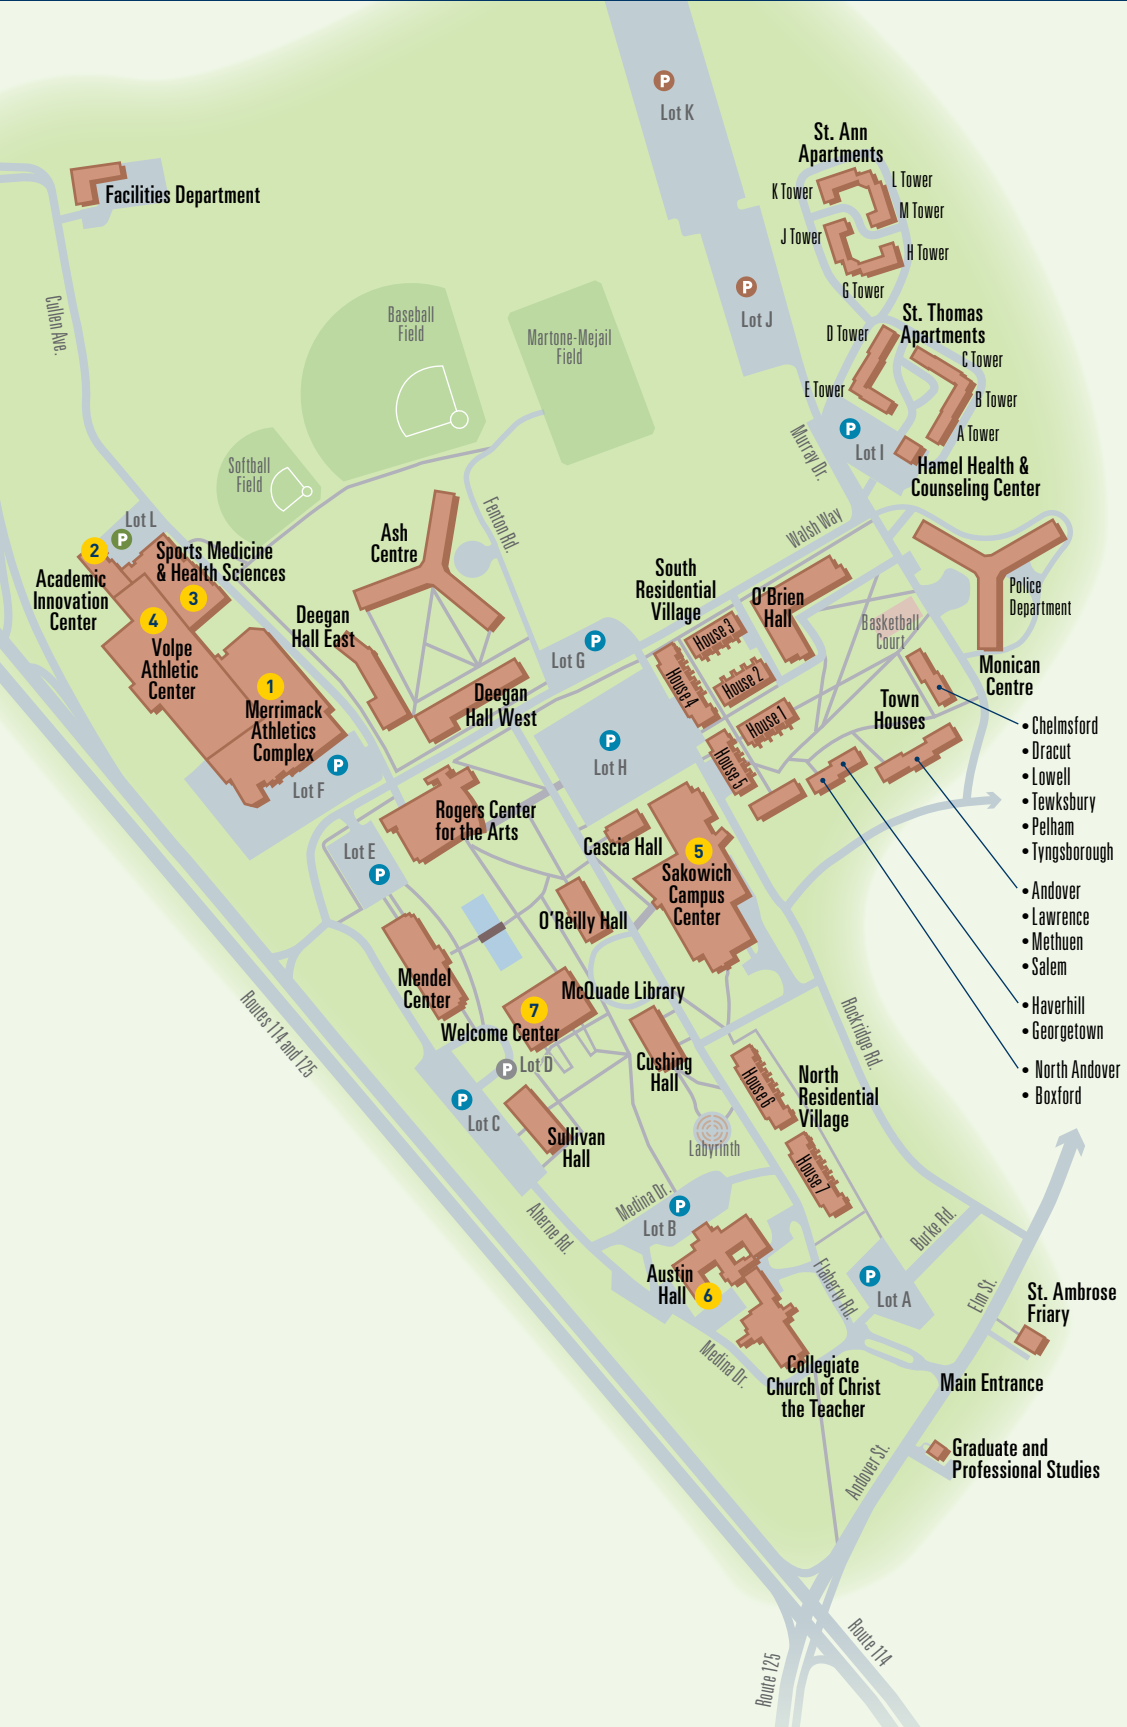 P
Lot K
St. Ann
Apartments
K Tower
L Tower
M Tower
J Tower
H Tower
G Tower
Facilities Department
Cullen Ave.
P
Lot J
Baseball
Field
Martone-Mejail
Field
St. Thomas
Apartments
D Tower
C Tower
E Tower
B Tower
A Tower
P
Lot I
Murray Dr.
Hamel Health &
Counseling Center
Softball
Field
Fenton Rd.
Walsh Way
Lot L
P
2
Sports Medicine
& Health Sciences
3
Academic
Innovation
Center
4
Volpe
Athletic
Center
1
Merrimack
Athletics
Complex
Ash
Centre
Deegan
Hall East
Deegan
Hall West
South
Residential
Village
O'Brien
Hall
House 3
House 2
House 4
House 1
House 5
Basketball
Court
Police
Department
Monican
Centre
Town
Houses
P
Lot G
P
Lot H
P
Lot F
• Chelmsford
• Dracut
• Lowell
• Tewksbury
• Pelham
• Tyngsborough
• Andover
• Lawrence
• Methuen
• Salem
• Haverhill
• Georgetown
• North Andover
• Boxford
Rogers Center
for the Arts
Lot E
P
Cascia Hall
5
Sakowich
Campus
Center
O'Reilly Hall
Mendel
Center
McQuade Library
7
Welcome Center
Routes 114 and 125
Rockridge Rd.
P
Lot D
P
Lot C
Cushing
Hall
House 6
North
Residential
Village
House 7
Sullivan
Hall
Labyrinth
Aherne Rd.
Medina Dr.
P
Lot B
Burke Rd.
Austin
Hall
6
Flaherty Rd.
P
Lot A
Elm St.
St. Ambrose
Friary
Medina Dr.
Collegiate
Church of Christ
the Teacher
Main Entrance
Andover St.
Graduate and
Professional Studies
Route 125
Route 114